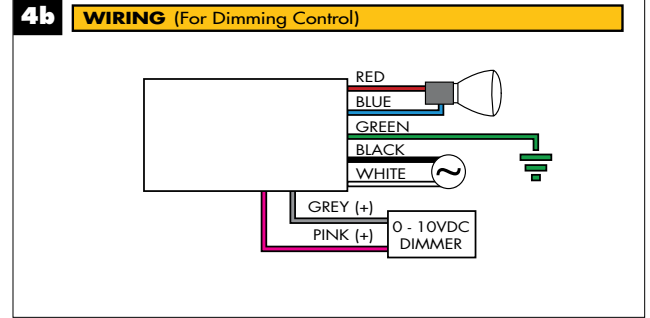 4b WIRING (For Dimming Control)
RED
BLUE
GREEN
BLACK
WHITE
~
GREY (+)
PINK (+)
0 - 10VDC
DIMMER